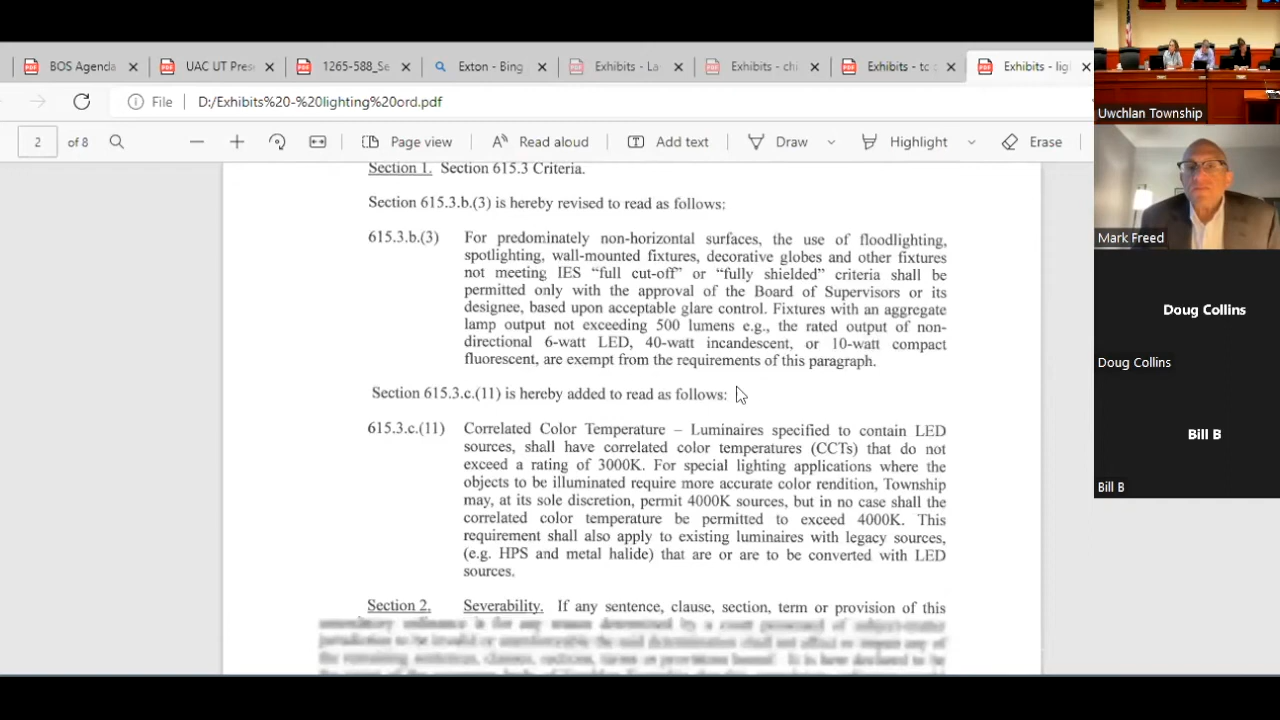 BOS Agenda
UAC UT Pres
1265-588_Se
Exton - Bing
Exhibits - La
Exhibits - chi
Exhibits - tc s
Exhibits - lig
File
D:/Exhibits%20-%20lighting%20ord.pdf
2
of 8
Page view
Read aloud
Add text
Draw
Highlight
Erase
Section 1. Section 615.3 Criteria.
Section 615.3.b.(3) is hereby revised to read as follows:
615.3.b.(3) For predominately non-horizontal surfaces, the use of floodlighting,
spotlighting, wall-mounted fixtures, decorative globes and other fixtures
not meeting IES “full cut-off” or “fully shielded” criteria shall be
permitted only with the approval of the Board of Supervisors or its
designee, based upon acceptable glare control. Fixtures with an aggregate
lamp output not exceeding 500 lumens e.g., the rated output of non-
directional 6-watt LED, 40-watt incandescent, or 10-watt compact
fluorescent, are exempt from the requirements of this paragraph.
Section 615.3.c.(11) is hereby added to read as follows:
615.3.c.(11) Correlated Color Temperature – Luminaires specified to contain LED
sources, shall have correlated color temperatures (CCTs) that do not
exceed a rating of 3000K. For special lighting applications where the
objects to be illuminated require more accurate color rendition, Township
may, at its sole discretion, permit 4000K sources, but in no case shall the
correlated color temperature be permitted to exceed 4000K. This
requirement shall also apply to existing luminaires with legacy sources,
(e.g. HPS and metal halide) that are or are to be converted with LED
sources.
Section 2. Severability. If any sentence, clause, section, term or provision of this
Uwchlan Township
Mark Freed
Doug Collins
Doug Collins
Bill B
Bill B